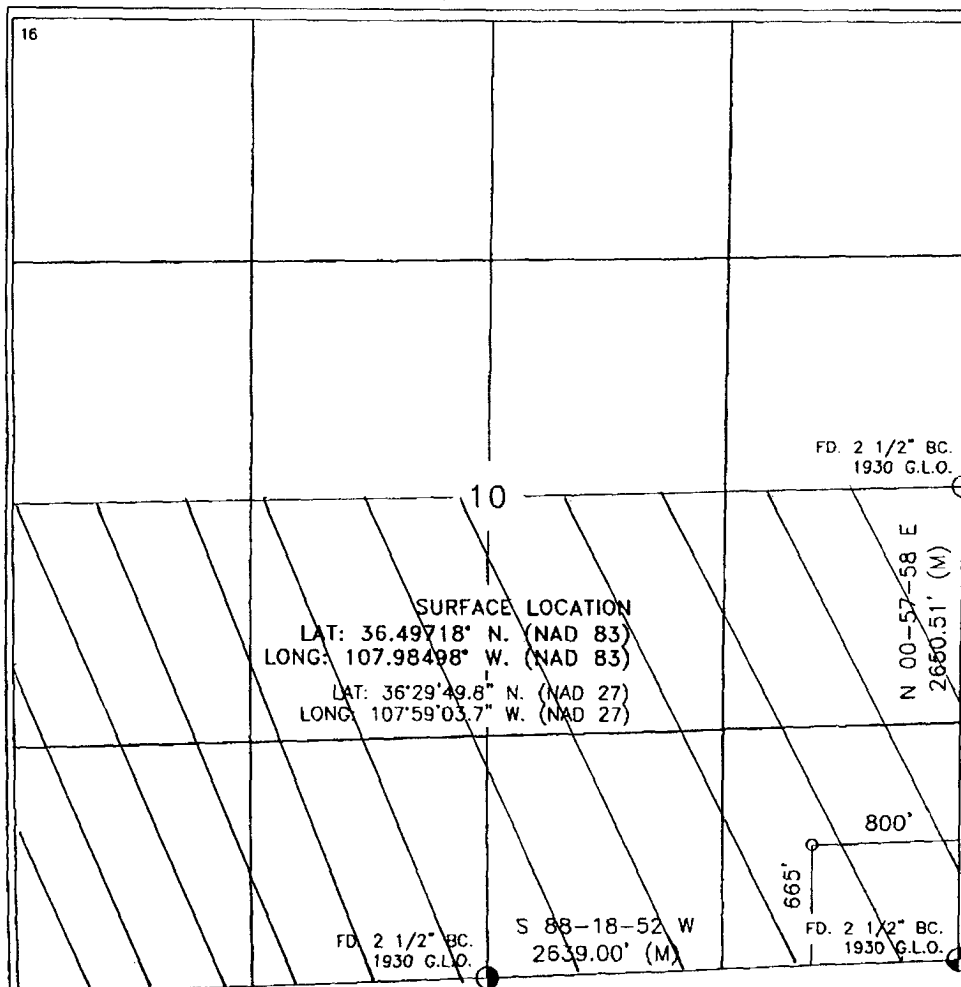 16
FD. 2 1/2" BC.
1930 G.L.O.
10
N 00-57-58 E
2650.51' (M)
SURFACE LOCATION
LAT: 36.49718° N. (NAD 83)
LONG: 107.98498° W. (NAD 83)
LAT: 36°29'49.8" N. (NAD 27)
LONG: 107°59'03.7" W. (NAD 27)
800'
665'
FD. 2 1/2" BC.
1930 G.L.O.
S 88-18-52 W
2639.00' (M)
FD. 2 1/2" BC.
1930 G.L.O.